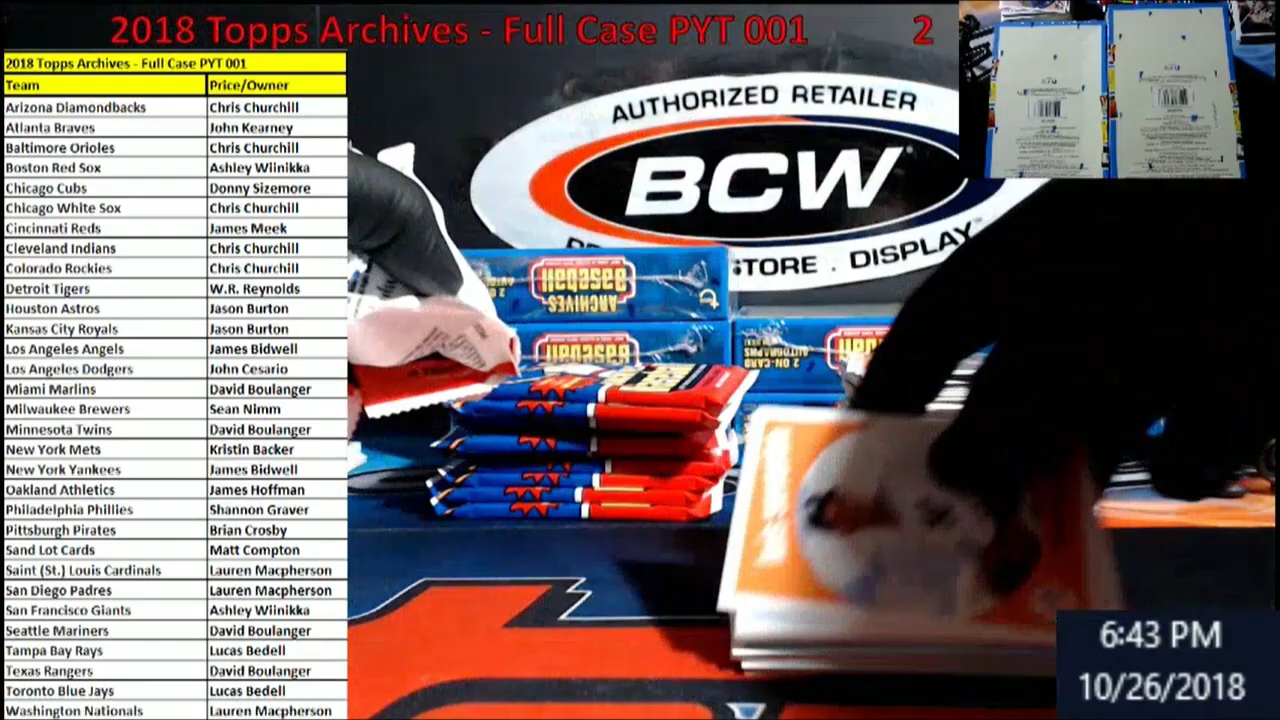 2018 Topps Archives - Full Case PYT 001 2
2018 Topps Archives - Full Case PYT 001
Team Price/Owner
Arizona Diamondbacks Chris Churchill
Atlanta Braves John Kearney
Baltimore Orioles Chris Churchill
Boston Red Sox Ashley Wiinikka
Chicago Cubs Donny Sizemore
Chicago White Sox Chris Churchill
Cincinnati Reds James Meek
Cleveland Indians Chris Churchill
Colorado Rockies Chris Churchill
Detroit Tigers W.R. Reynolds
Houston Astros Jason Burton
Kansas City Royals Jason Burton
Los Angeles Angels James Bidwell
Los Angeles Dodgers John Cesario
Miami Marlins David Boulanger
Milwaukee Brewers Sean Nimm
Minnesota Twins David Boulanger
New York Mets Kristin Backer
New York Yankees James Bidwell
Oakland Athletics James Hoffman
Philadelphia Phillies Shannon Graver
Pittsburgh Pirates Brian Crosby
Sand Lot Cards Matt Compton
Saint (St.) Louis Cardinals Lauren Macpherson
San Diego Padres Lauren Macpherson
San Francisco Giants Ashley Wiinikka
Seattle Mariners David Boulanger
Tampa Bay Rays Lucas Bedell
Texas Rangers David Boulanger
Toronto Blue Jays Lucas Bedell
Washington Nationals Lauren Macpherson
AUTHORIZED RETAILER
BCW
STORE . DISPLAY™
ARCHIVES
Baseball
Baseball
2 ON-CARD
AUTOGRAPHS
6:43 PM
10/26/2018